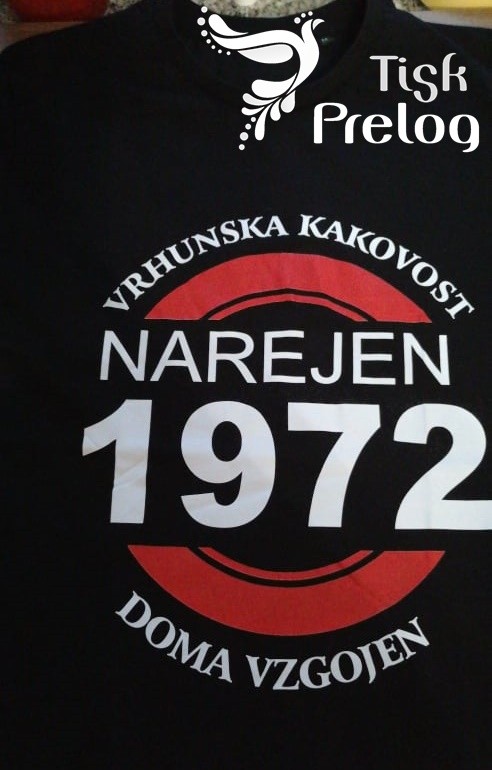 Tisk
Prelog
VRHUNSKA KAKOVOST
NAREJEN
1972
DOMA VZGOJEN